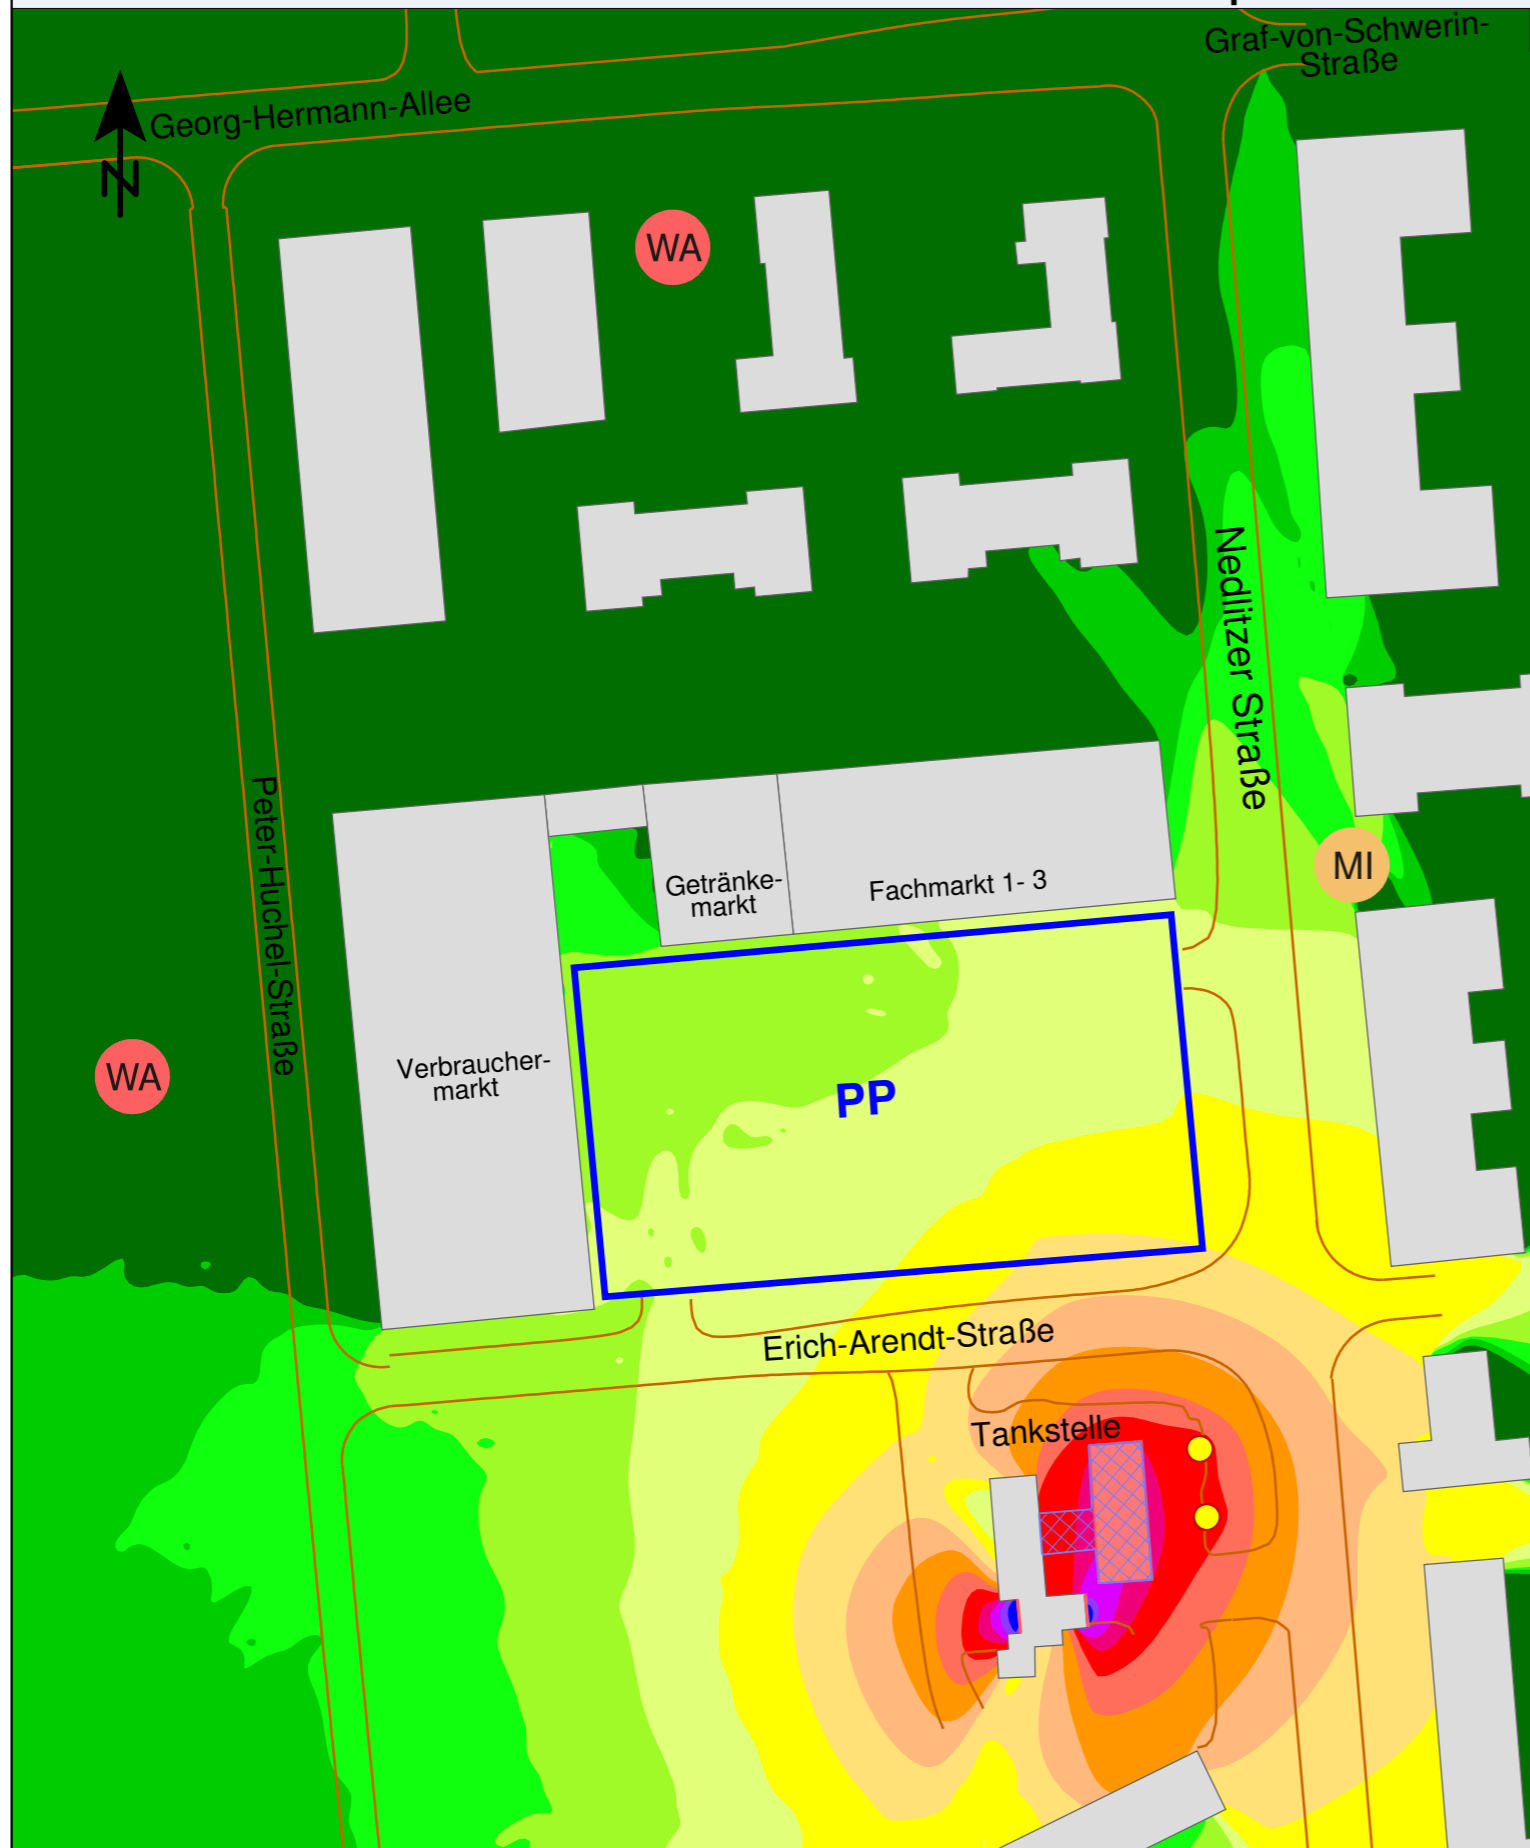 Graf-von-Schwerin-
Straße
Georg-Hermann-Allee
N
WA
Nedlitzer Straße
Peter-Huchel-Straße
MI
Getränke-
markt
Fachmarkt 1- 3
Verbraucher-
markt
WA
PP
Erich-Arendt-Straße
Tankstelle